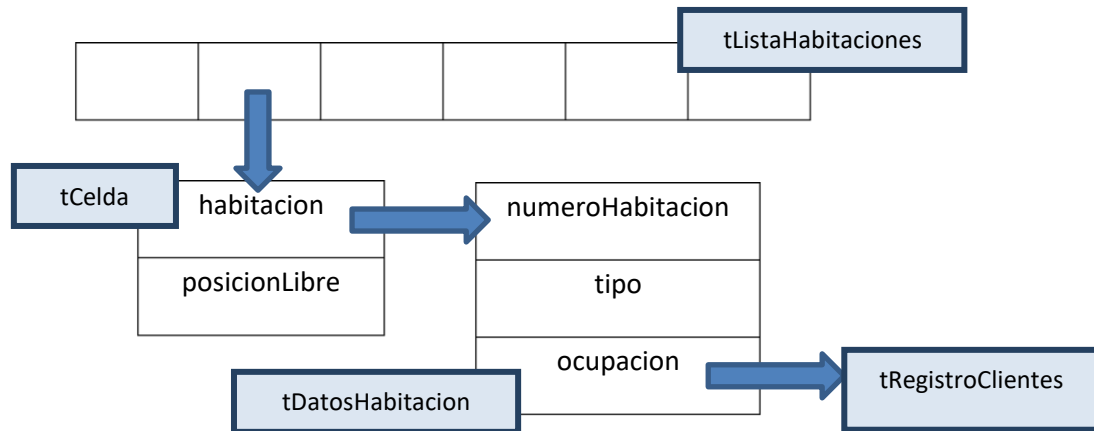 tListaHabitaciones
tCelda
habitacion
numeroHabitacion
posicionLibre
tipo
ocupacion
tRegistroClientes
tDatosHabitacion